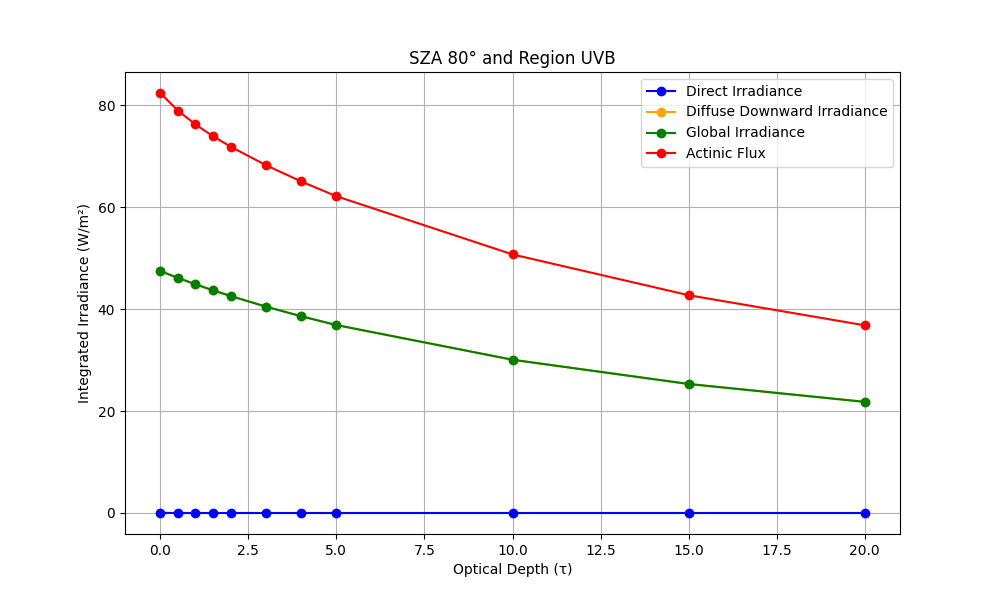 SZA 80° and Region UVB
Direct Irradiance
Diffuse Downward Irradiance
Global Irradiance
Actinic Flux
Integrated Irradiance (W/m²)
80
60
40
20
0
0.0 2.5 5.0 7.5 10.0 12.5 15.0 17.5 20.0
Optical Depth (τ)